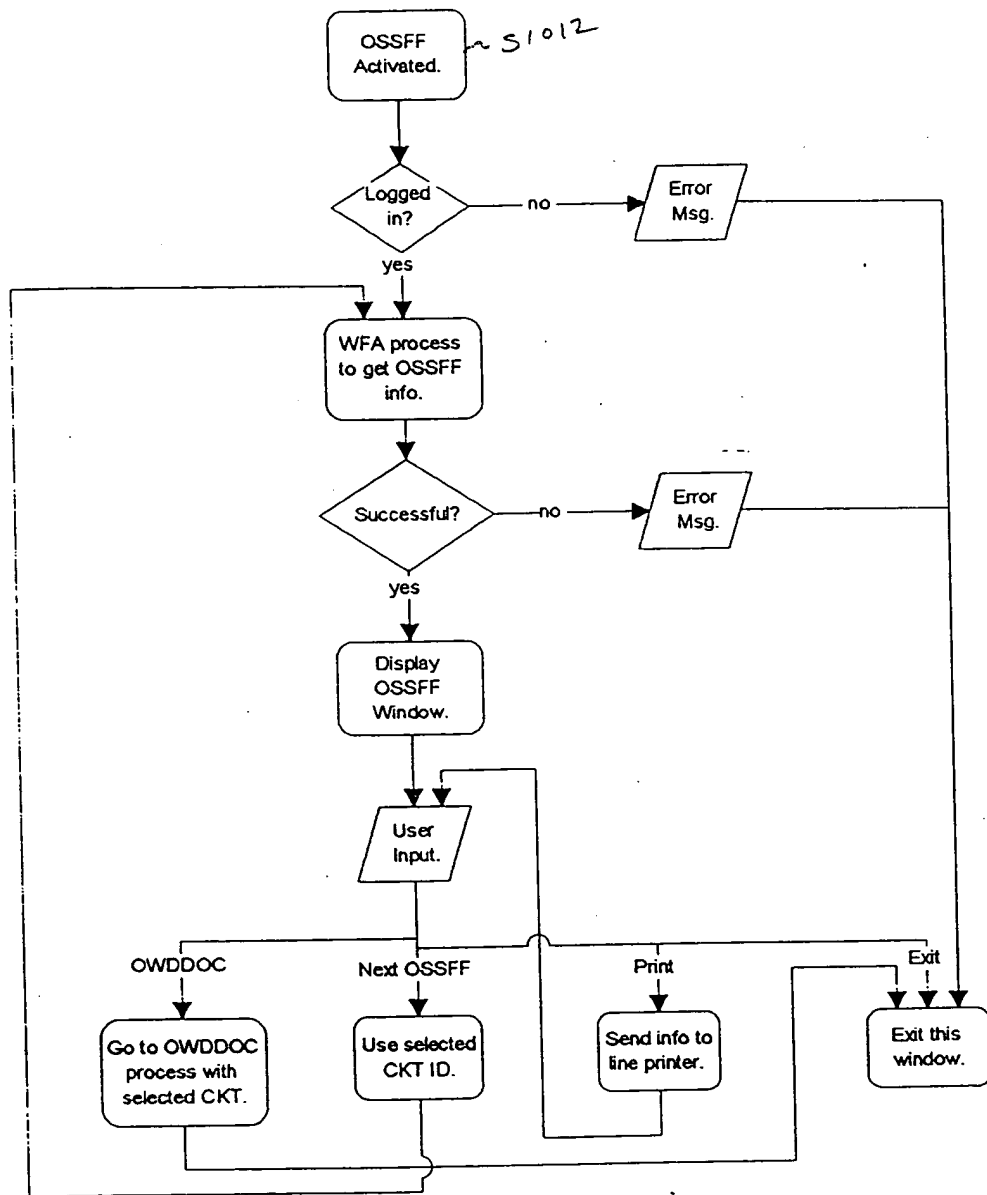 OSSFF
Activated.
S1012
Logged
in?
no
Error
Msg.
yes
WFA process
to get OSSFF
info.
Successful?
no
Error
Msg.
yes
Display
OSSFF
Window.
User
Input.
OWDDOC
Next OSSFF
Print
Exit
Go to OWDDOC
process with
selected CKT.
Use selected
CKT ID.
Send info to
line printer.
Exit this
window.